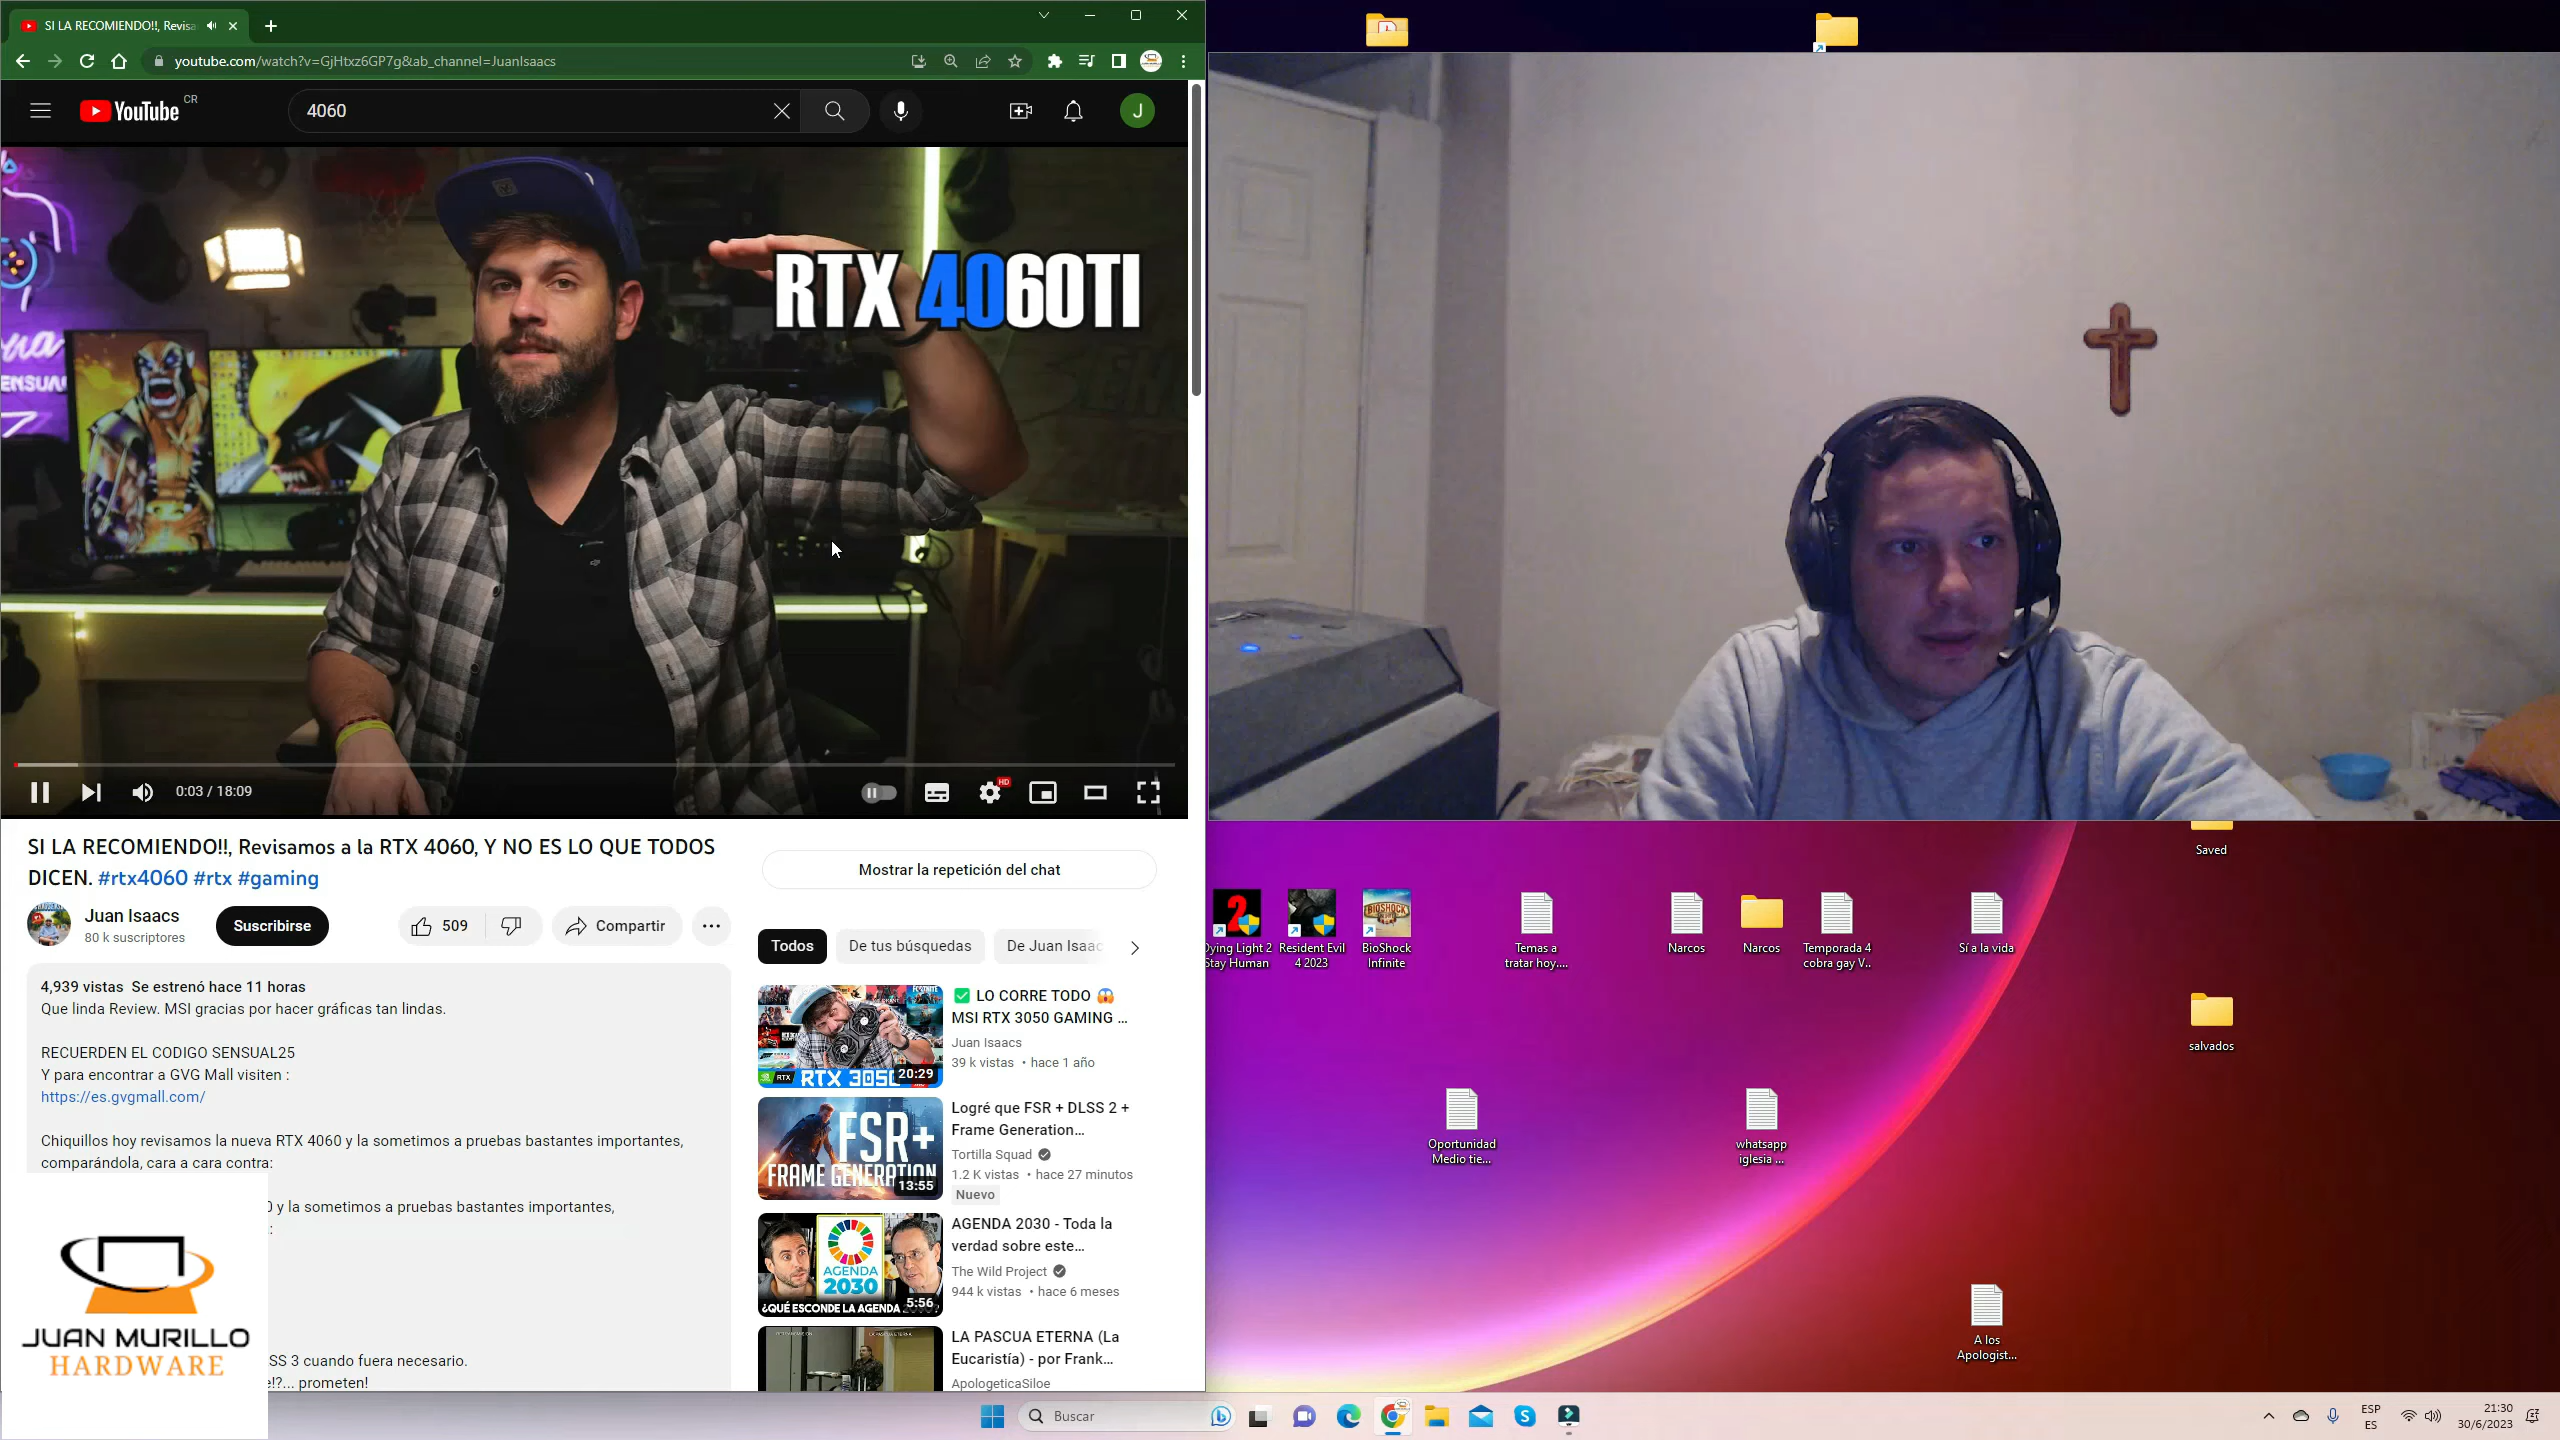 SI LA RECOMIENDO!!, Revisa
youtube.com/watch?v=GjHtxz6GP7g&ab_channel=JuanIsaacs
YouTube CR
4060
J
ENSUAL
RTX 4060TI
0:03 / 18:09
HD
SI LA RECOMIENDO!!, Revisamos a la RTX 4060, Y NO ES LO QUE TODOS
DICEN. #rtx4060 #rtx #gaming
Juan Isaacs
80 k suscriptores
Suscribirse
509
Compartir
4,939 vistas Se estrenó hace 11 horas
Que linda Review. MSI gracias por hacer gráficas tan lindas.
RECUERDEN EL CODIGO SENSUAL25
Y para encontrar a GVG Mall visiten :
https://es.gvgmall.com/
Chiquillos hoy revisamos la nueva RTX 4060 y la sometimos a pruebas bastantes importantes,
comparándola, cara a cara contra:
0 y la sometimos a pruebas bastantes importantes,
:
SS 3 cuando fuera necesario.
e!?... prometen!
JUAN MURILLO
HARDWARE
Mostrar la repetición del chat
Todos
De tus búsquedas
De Juan Isaac
LO CORRE TODO
MSI RTX 3050 GAMING ...
Juan Isaacs
39 k vistas • hace 1 año
RTX
RTX 3050
20:29
Logré que FSR + DLSS 2 +
Frame Generation...
Tortilla Squad
1.2 K vistas • hace 27 minutos
Nuevo
FSR+
FRAME GENERATION
13:55
AGENDA 2030 - Toda la
verdad sobre este...
The Wild Project
944 k vistas • hace 6 meses
AGENDA
2030
¿QUÉ ESCONDE LA AGENDA
5:56
LA PASCUA ETERNA (La
Eucaristía) - por Frank...
ApologeticaSiloe
Saved
Dying Light 2
Stay Human
Resident Evil
4 2023
BioShock
Infinite
Temas a
tratar hoy....
Narcos
Narcos
Temporada 4
cobra gay V..
Sí a la vida
salvados
Oportunidad
Medio tie...
whatsapp
iglesia ...
A los
Apologist...
Buscar
ESP
ES
21:30
30/6/2023